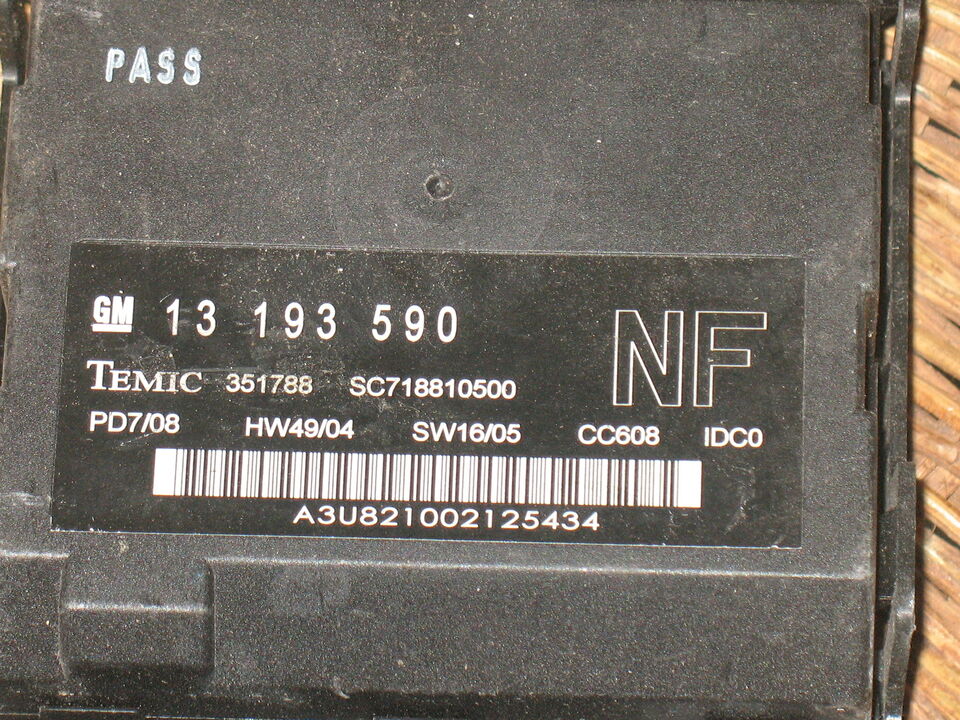 PASS
GM 13 193 590
NF
TEMIC 351788 SC718810500
PD7/08 HW49/04 SW16/05 CC608 IDC0
A3U821002125434